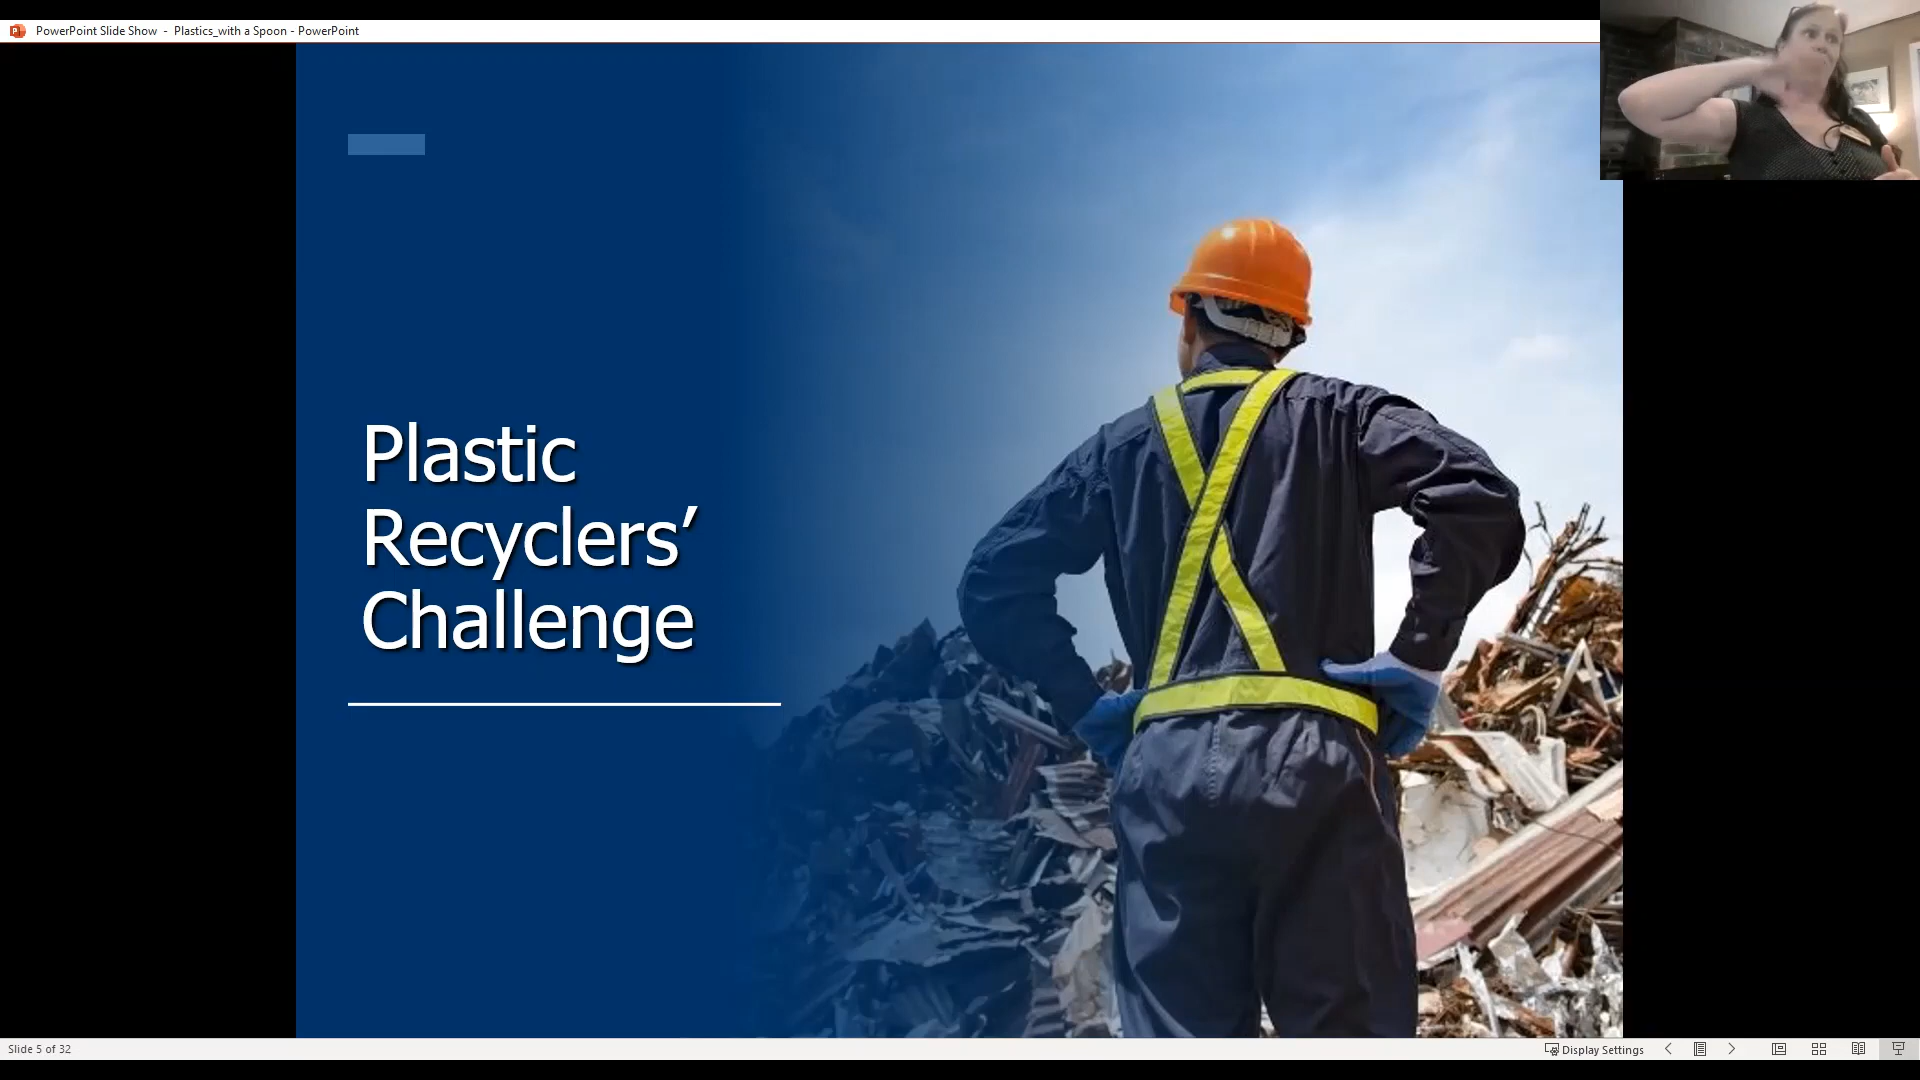 PowerPoint Slide Show - Plastics_with a Spoon - PowerPoint
Plastic
Recyclers’
Challenge
Slide 5 of 32
Display Settings